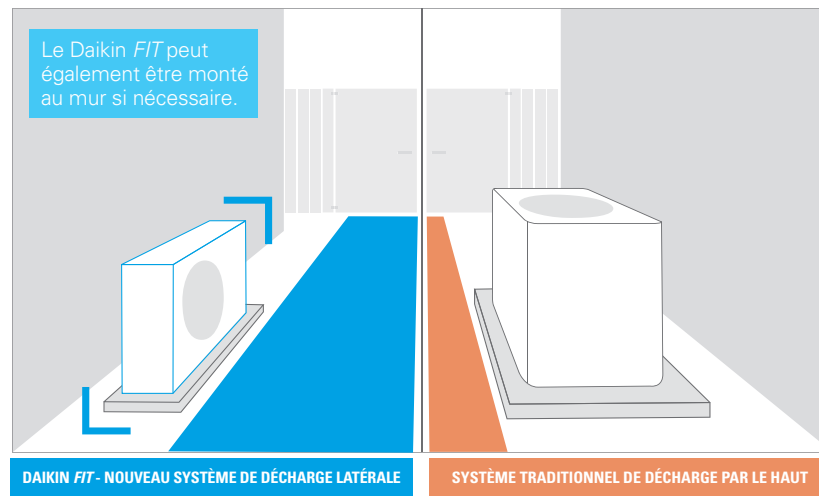 Le Daikin FIT peut
également être monté
au mur si nécessaire.
DAIKIN FIT - NOUVEAU SYSTÈME DE DÉCHARGE LATÉRALE
SYSTÈME TRADITIONNEL DE DÉCHARGE PAR LE HAUT